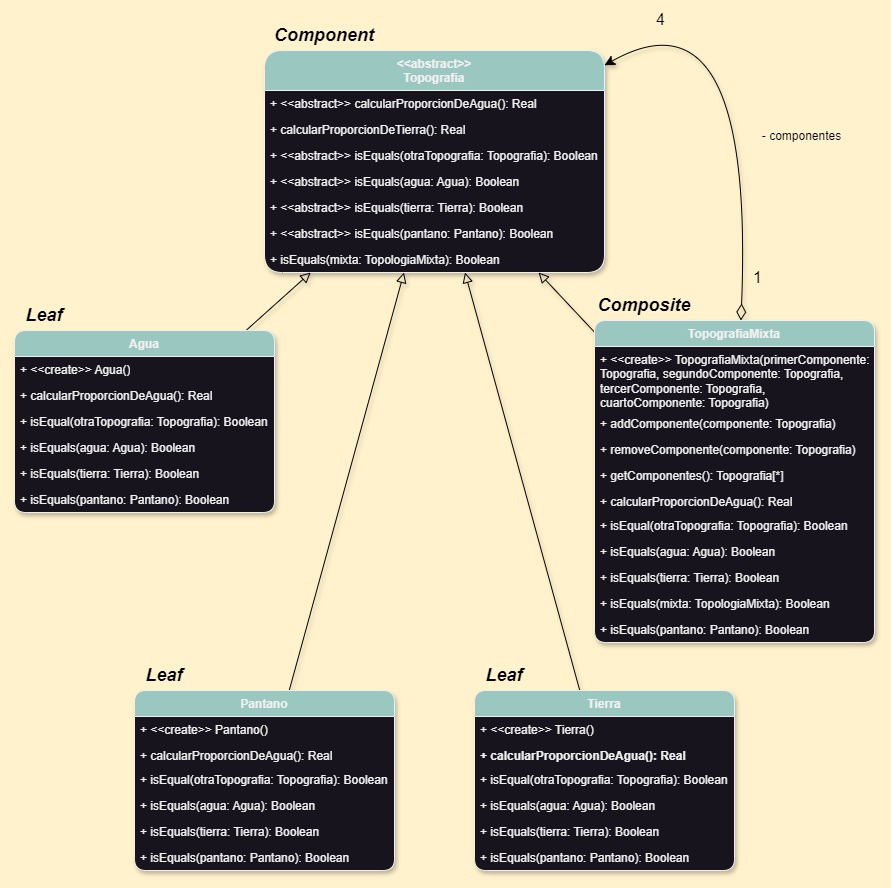 4
Component
<<abstract>>
Topografia
+ <<abstract>> calcularProporcionDeAgua(): Real
+ calcularProporcionDeTierra(): Real
+ <<abstract>> isEquals(otraTopografia: Topografia): Boolean
+ <<abstract>> isEquals(agua: Agua): Boolean
+ <<abstract>> isEquals(tierra: Tierra): Boolean
+ <<abstract>> isEquals(pantano: Pantano): Boolean
+ isEquals(mixta: TopologiaMixta): Boolean
- componentes
1
Leaf
Agua
+ <<create>> Agua()
+ calcularProporcionDeAgua(): Real
+ isEqual(otraTopografia: Topografia): Boolean
+ isEquals(agua: Agua): Boolean
+ isEquals(tierra: Tierra): Boolean
+ isEquals(pantano: Pantano): Boolean
Composite
TopografiaMixta
+ <<create>> TopografiaMixta(primerComponente:
Topografia, segundoComponente: Topografia,
tercerComponente: Topografia,
cuartoComponente: Topografia)
+ addComponente(componente: Topografia)
+ removeComponente(componente: Topografia)
+ getComponentes(): Topografia[*]
+ calcularProporcionDeAgua(): Real
+ isEqual(otraTopografia: Topografia): Boolean
+ isEquals(agua: Agua): Boolean
+ isEquals(tierra: Tierra): Boolean
+ isEquals(mixta: TopologiaMixta): Boolean
+ isEquals(pantano: Pantano): Boolean
Leaf
Pantano
+ <<create>> Pantano()
+ calcularProporcionDeAgua(): Real
+ isEqual(otraTopografia: Topografia): Boolean
+ isEquals(agua: Agua): Boolean
+ isEquals(tierra: Tierra): Boolean
+ isEquals(pantano: Pantano): Boolean
Leaf
Tierra
+ <<create>> Tierra()
+ calcularProporcionDeAgua(): Real
+ isEqual(otraTopografia: Topografia): Boolean
+ isEquals(agua: Agua): Boolean
+ isEquals(tierra: Tierra): Boolean
+ isEquals(pantano: Pantano): Boolean